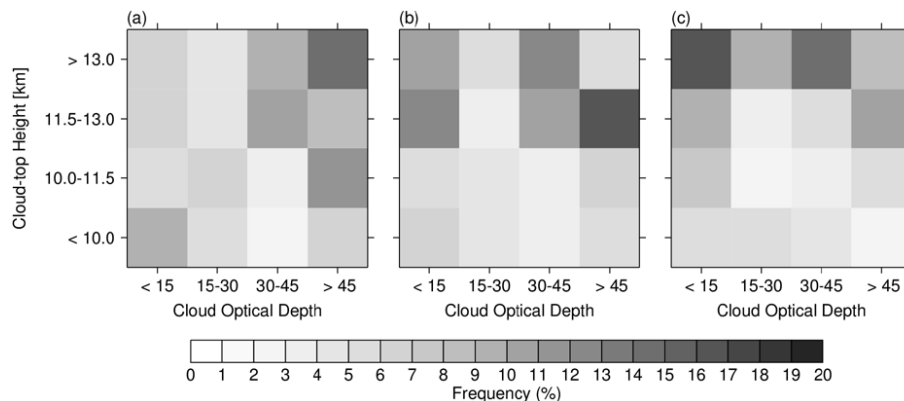 (a) (b) (c)
Cloud-top Height [km]
> 13.0
11.5-13.0
10.0-11.5
< 10.0
< 15 15-30 30-45 > 45 < 15 15-30 30-45 > 45 < 15 15-30 30-45 > 45
Cloud Optical Depth Cloud Optical Depth Cloud Optical Depth
0 1 2 3 4 5 6 7 8 9 10 11 12 13 14 15 16 17 18 19 20
Frequency (%)